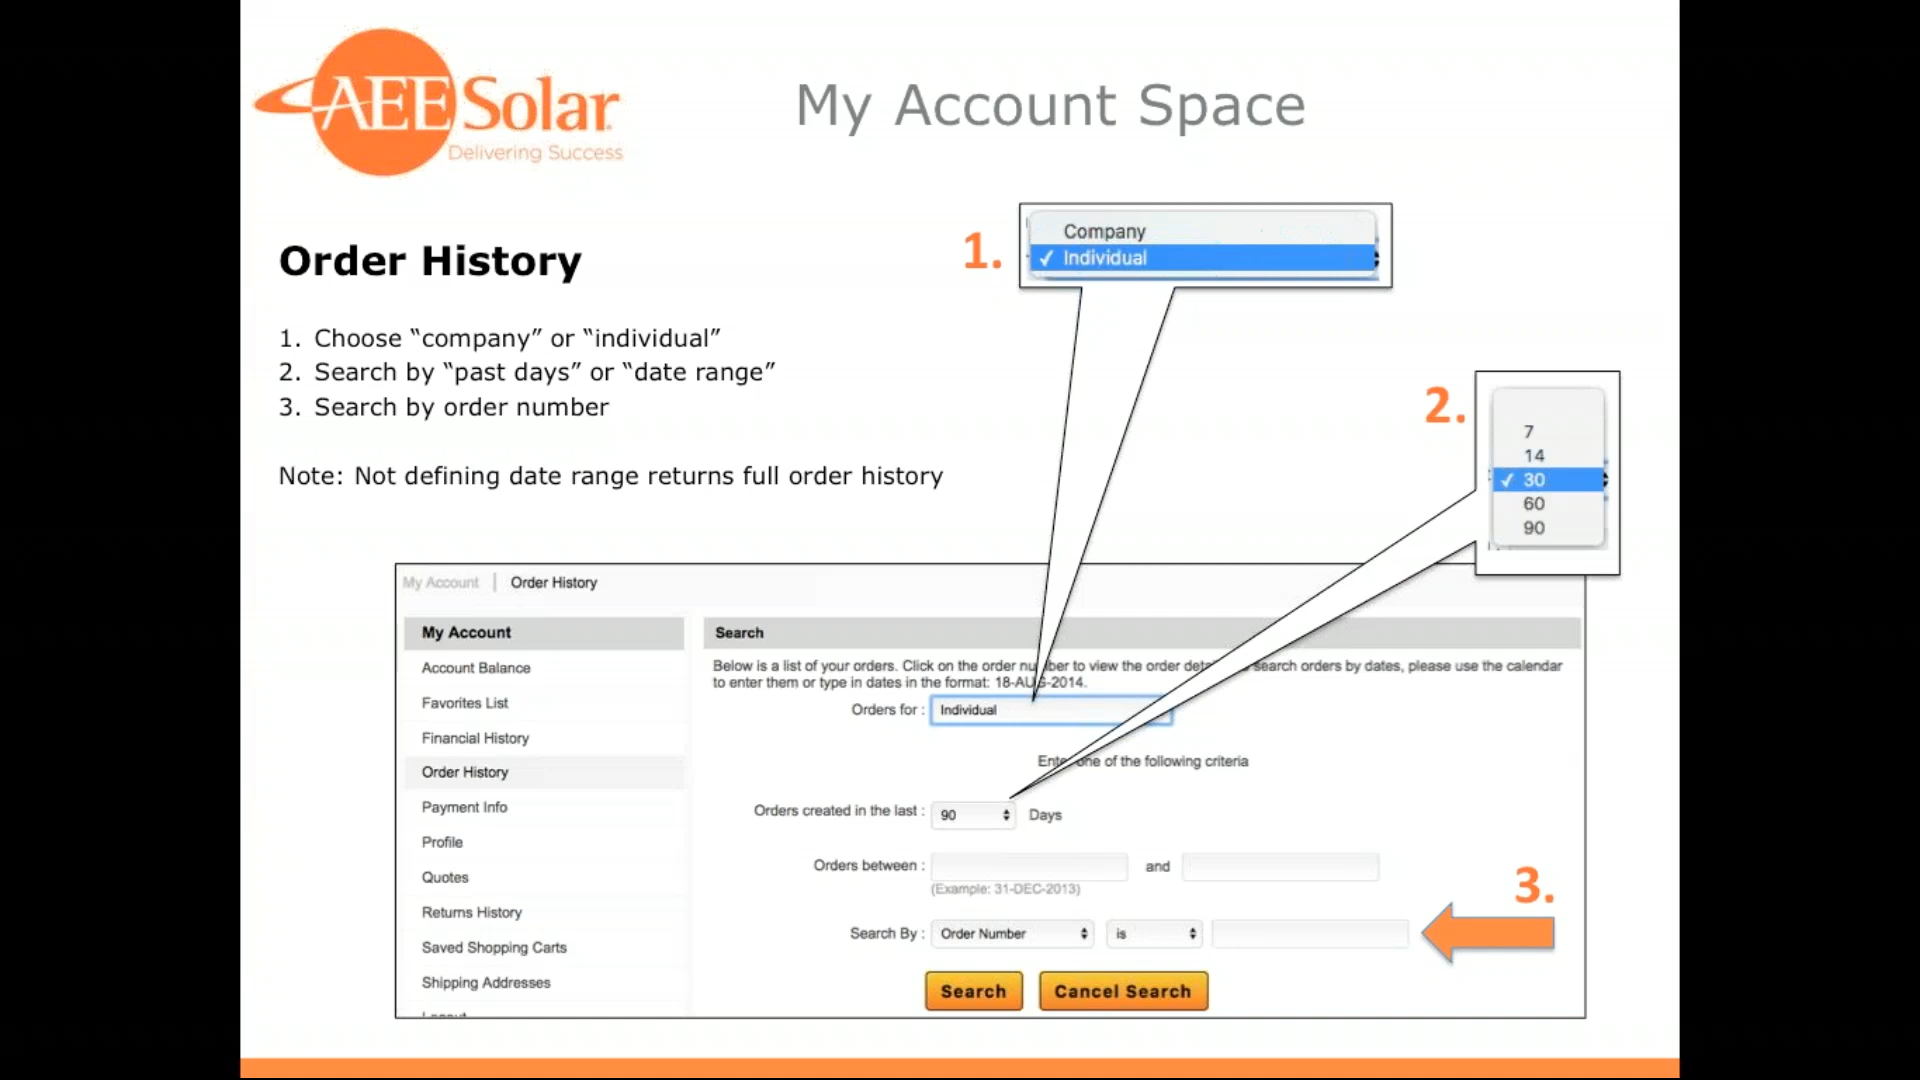 AEE Solar
Delivering Success
My Account Space
Order History
1. Choose “company” or “individual”
2. Search by “past days” or “date range”
3. Search by order number
Note: Not defining date range returns full order history
1.
Company
✓ Individual
2.
7
14
✓ 30
60
90
My Account | Order History
My Account
Account Balance
Favorites List
Financial History
Order History
Payment Info
Profile
Quotes
Returns History
Saved Shopping Carts
Shipping Addresses
Search
Below is a list of your orders. Click on the order to view the order search orders by dates, please use the calendar
to enter them or type in dates in the format: 18-AUG-2014.
Orders for : Individual
one of the following criteria
Orders created in the last : 90 Days
Orders between : and
(Example: 31-DEC-2013)
Search By : Order Number is
3.
Search Cancel Search